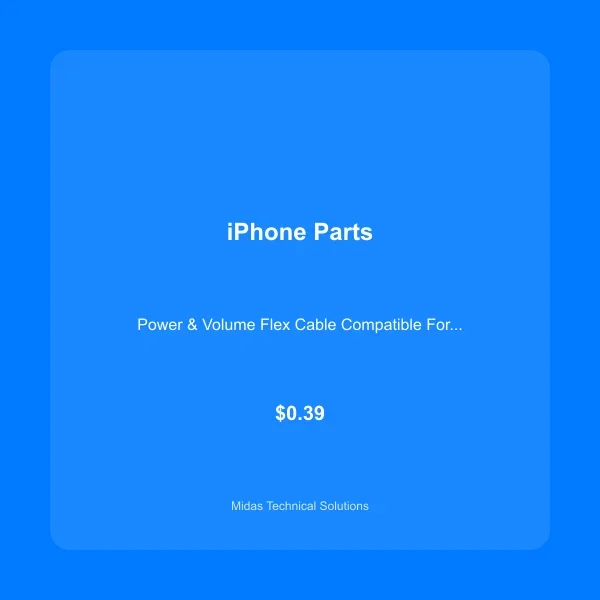 iPhone Parts
Power & Volume Flex Cable Compatible For...
$0.39
Midas Technical Solutions